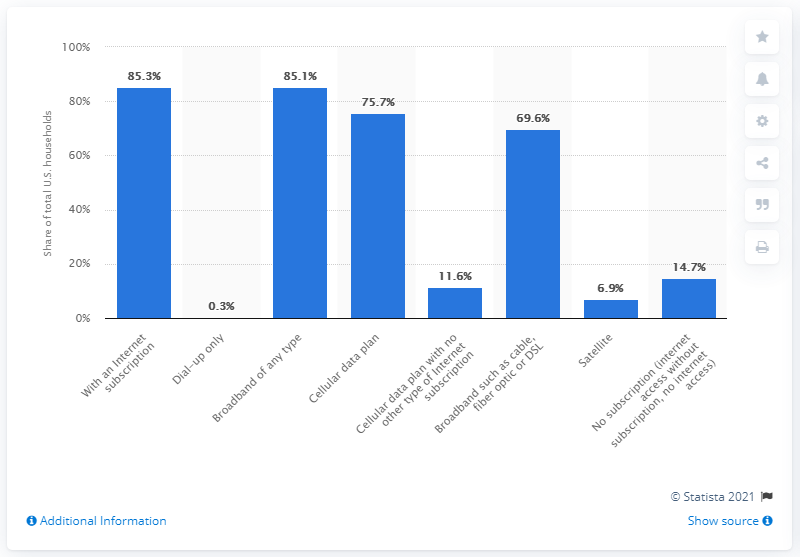 100%
80%
60%
40%
20%
0%
Share of total U.S. households
85.3%
0.3%
85.1%
75.7%
11.6%
69.6%
6.9%
14.7%
With an Internet
subscription
Dial-up only
Broadband of any type
Cellular data plan
Cellular data plan with no
other type of Internet
subscription
Broadband such as cable,
fiber optic or DSL
Satellite
No subscription (internet
access without
subscription, no internet
access)
© Statista 2021
Additional Information
Show source